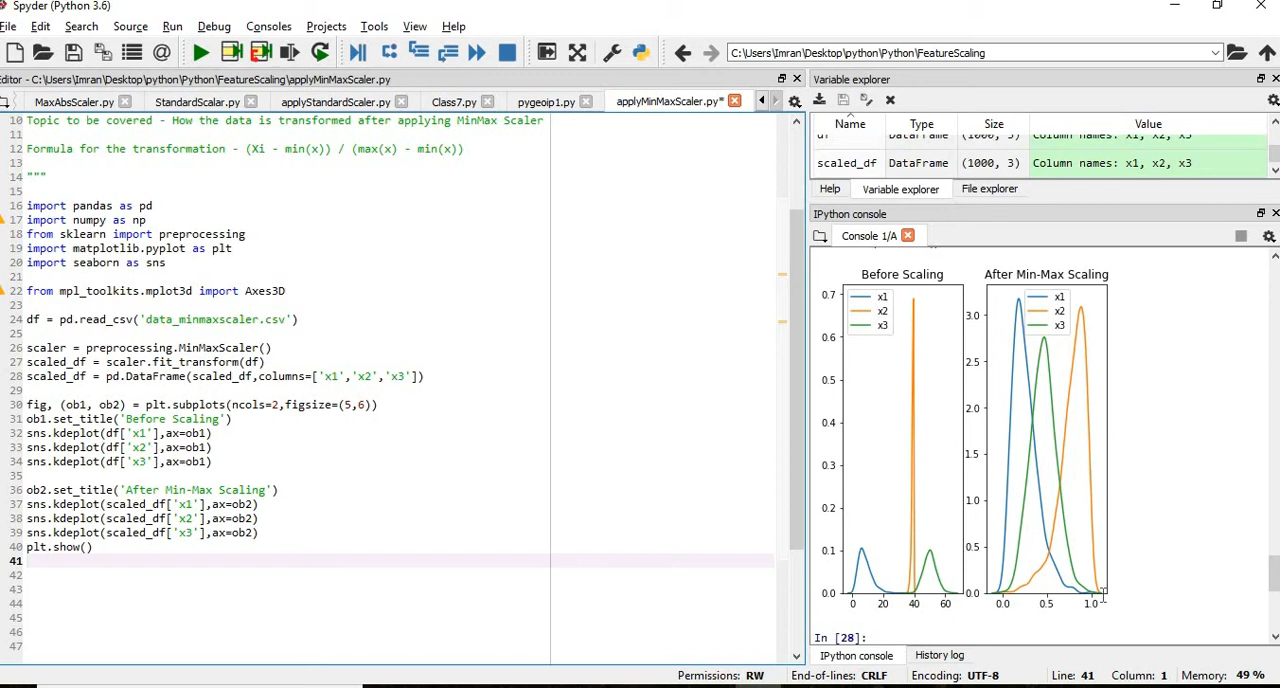 Spyder (Python 3.6)
File Edit Search Source Run Debug Consoles Projects Tools View Help
C:\Users\Imran\Desktop\python\Python\FeatureScaling
Editor - C:\Users\Imran\Desktop\python\Python\FeatureScaling\applyMinMaxScaler.py
MaxAbsScaler.py StandardScalar.py applyStandardScaler.py Class7.py pygeoip1.py applyMinMaxScaler.py*
10 Topic to be covered - How the data is transformed after applying MinMax Scaler
11
12 Formula for the transformation - (Xi - min(x)) / (max(x) - min(x))
13
14 """
15
16 import pandas as pd
17 import numpy as np
18 from sklearn import preprocessing
19 import matplotlib.pyplot as plt
20 import seaborn as sns
21
22 from mpl_toolkits.mplot3d import Axes3D
23
24 df = pd.read_csv('data_minmaxscaler.csv')
25
26 scaler = preprocessing.MinMaxScaler()
27 scaled_df = scaler.fit_transform(df)
28 scaled_df = pd.DataFrame(scaled_df,columns=['x1','x2','x3'])
29
30 fig, (ob1, ob2) = plt.subplots(ncols=2,figsize=(5,6))
31 ob1.set_title('Before Scaling')
32 sns.kdeplot(df['x1'],ax=ob1)
33 sns.kdeplot(df['x2'],ax=ob1)
34 sns.kdeplot(df['x3'],ax=ob1)
35
36 ob2.set_title('After Min-Max Scaling')
37 sns.kdeplot(scaled_df['x1'],ax=ob2)
38 sns.kdeplot(scaled_df['x2'],ax=ob2)
39 sns.kdeplot(scaled_df['x3'],ax=ob2)
40 plt.show()
41
42
43
44
45
46
47
Variable explorer
Name Type Size Value
df DataFrame (1000, 3) Column names: x1, x2, x3
scaled_df DataFrame (1000, 3) Column names: x1, x2, x3
Help Variable explorer File explorer
IPython console
Console 1/A
Before Scaling
x1
x2
x3
0.7
0.6
0.5
0.4
0.3
0.2
0.1
0.0
0 20 40 60
After Min-Max Scaling
x1
x2
x3
3.0
2.5
2.0
1.5
1.0
0.5
0.0
0.0 0.5 1.0
In [28]:
IPython console History log
Permissions: RW End-of-lines: CRLF Encoding: UTF-8 Line: 41 Column: 1 Memory: 49 %